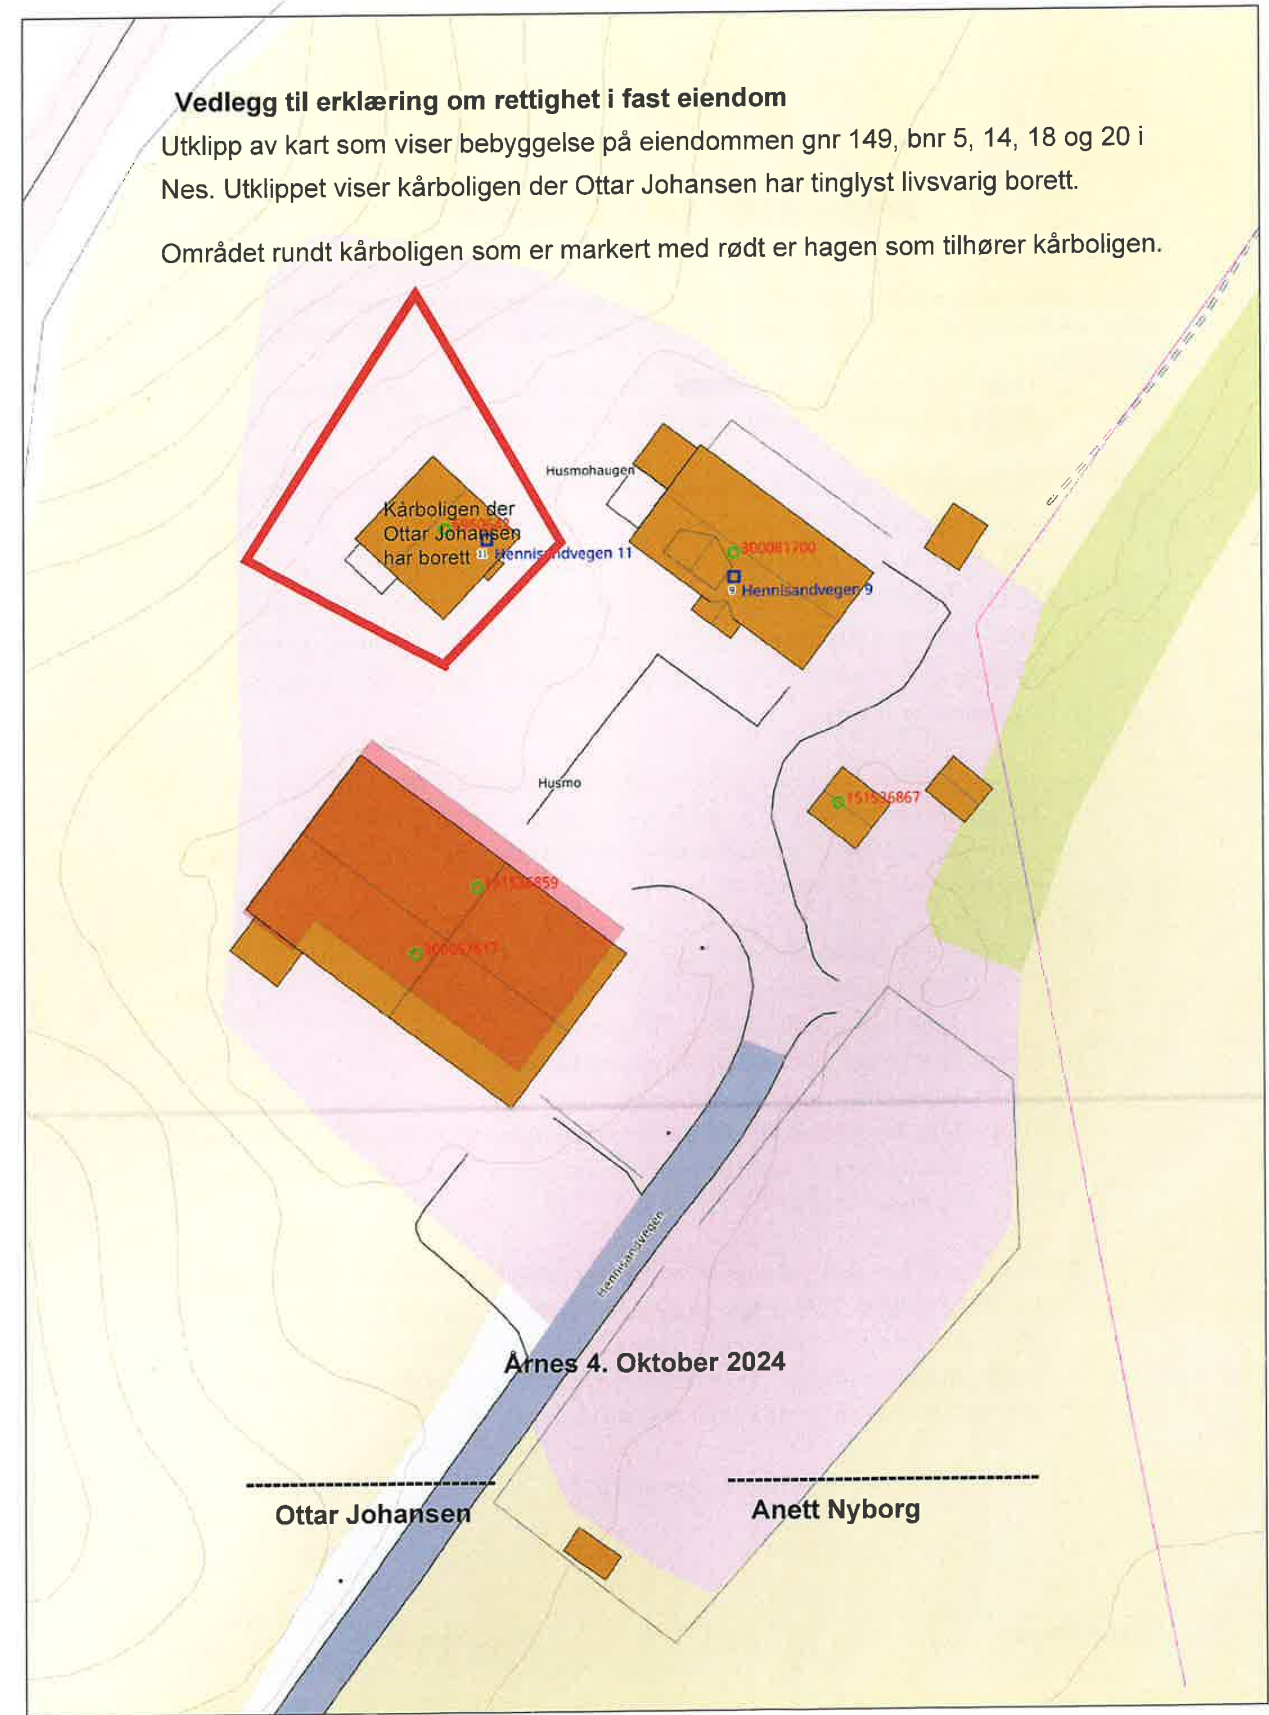 Vedlegg til erklæring om rettighet i fast eiendom
Utklipp av kart som viser bebyggelse på eiendommen gnr 149, bnr 5, 14, 18 og 20 i
Nes. Utklippet viser kårboligen der Ottar Johansen har tinglyst livsvarig borett.
Området rundt kårboligen som er markert med rødt er hagen som tilhører kårboligen.
Husmohaugen
Kårboligen der
Ottar Johansen
har borett
11 Hennisandvegen 11
300081700
9 Hennisandvegen 9
Husmo
151536867
151536859
Hennisandvegen
Årnes 4. Oktober 2024
Ottar Johansen
Anett Nyborg